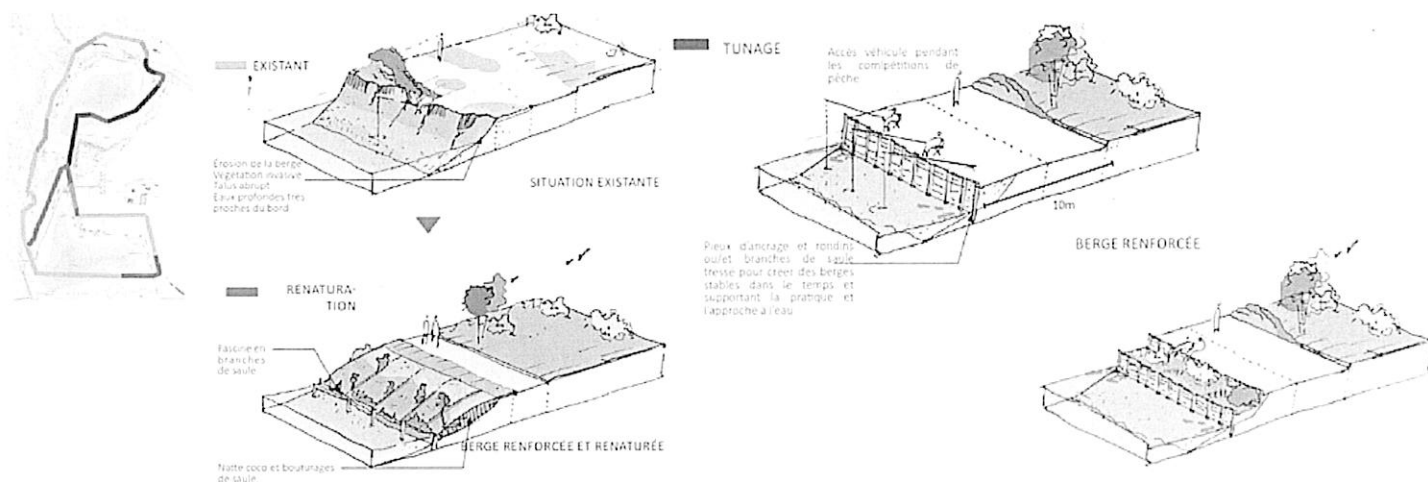 EXISTANT
Érosion de la berge
Végétation invasive
Talus abrupt
Eaux profondes très
proches du bord
SITUATION EXISTANTE
RENATURA-
TION
Fascine en
branches
de saule
BERGE RENFORCÉE ET RENATURÉE
Natte coco et bouturages
de saule
TUNAGE
Accès véhicule pendant
les compétitions de
pêche
10m
BERGE RENFORCÉE
Pieux d'ancrage et rondins
ou/et branches de saule
tressé pour créer des berges
stables dans le temps et
supportant la pratique et
l'approche à l'eau